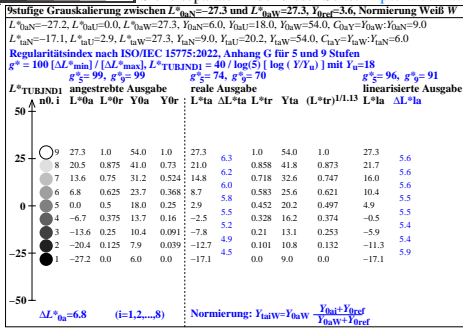 9stufige Grauskalierung zwischen L*0aN=−27.3 und L*0aW=27.3, Y0ref=3.6, Normierung Weiß W
L*0aN=−27.2, L*0aU=0.0, L*0aW=27.3, Y0aN=6.0, Y0aU=18.0, Y0aW=54.0, C0aY=Y0aW:Y0aN=9.0
L*taN=−17.1, L*taU=2.9, L*taW=27.3, YtaN=9.0, YtaU=20.2, YtaW=54.0, CtaY=YtaW:YtaN=6.0
Regularitätsindex nach ISO/IEC 15775:2022, Anhang G für 5 und 9 Stufen
g* = 100 [ΔL*min] / [ΔL*max], L*TUBJND1 = 40 / log(5) [ log ( Y/Yu) ] mit Yu=18
g*5= 99, g*9= 99 g*5= 74, g*9= 70 g*5= 96, g*9= 91
L*TUBJND1 angestrebte Ausgabe reale Ausgabe linearisierte Ausgabe
n0. i L*0a L*0r Y0a Y0r L*ta ΔL*ta L*tr Yta (L*tr)1/1.13 L*la ΔL*la
50
9 27.3 1.0 54.0 1.0 27.3 1.0 54.0 1.0 27.3
6.3 5.6
25 8 20.5 0.875 41.0 0.73 21.0 0.858 41.8 0.873 21.7
6.2 5.6
7 13.6 0.75 31.2 0.524 14.8 0.718 32.6 0.747 16.0
6.0 5.6
6 6.8 0.625 23.7 0.368 8.7 0.583 25.6 0.621 10.4
5.8 5.5
0 5 0.0 0.5 18.0 0.25 2.9 0.452 20.2 0.497 4.9
5.5 5.5
4 −6.7 0.375 13.7 0.16 −2.5 0.328 16.2 0.374 −0.5
5.2 5.4
3 −13.6 0.25 10.4 0.091 −7.8 0.21 13.1 0.253 −5.9
4.9 5.4
2 −20.4 0.125 7.9 0.039 −12.7 0.101 10.8 0.132 −11.3
4.5 5.9
−25 1 −27.2 0.0 6.0 0.0 −17.1 0.0 9.0 0.0 −17.1
−50
ΔL*0a=6.8 (i=1,2,...,8) Normierung: YtaiW=Y0aW (Y0ai+Y0ref)/(Y0aW+Y0ref)